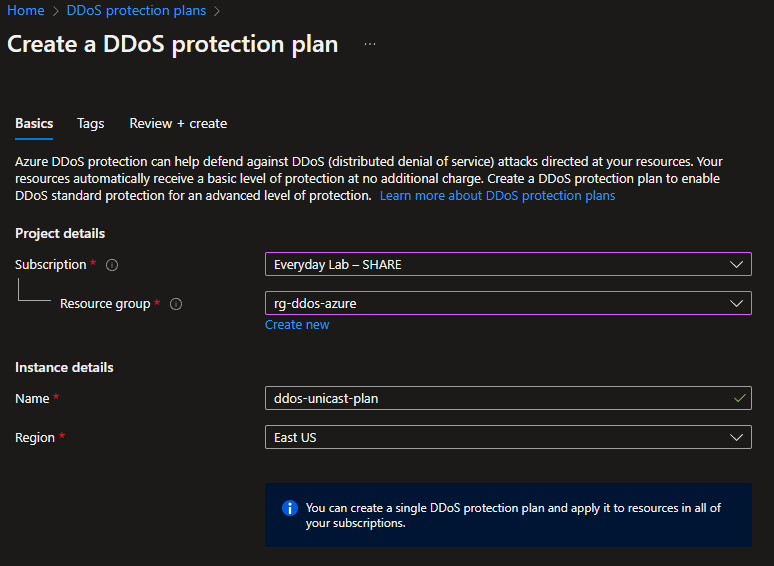 Home > DDoS protection plans >
Create a DDoS protection plan ...
Basics Tags Review + create
Azure DDoS protection can help defend against DDoS (distributed denial of service) attacks directed at your resources. Your
resources automatically receive a basic level of protection at no additional charge. Create a DDoS protection plan to enable
DDoS standard protection for an advanced level of protection. Learn more about DDoS protection plans
Project details
Subscription *
Everyday Lab – SHARE
Resource group *
rg-ddos-azure
Create new
Instance details
Name *
ddos-unicast-plan
Region *
East US
You can create a single DDoS protection plan and apply it to resources in all of
your subscriptions.